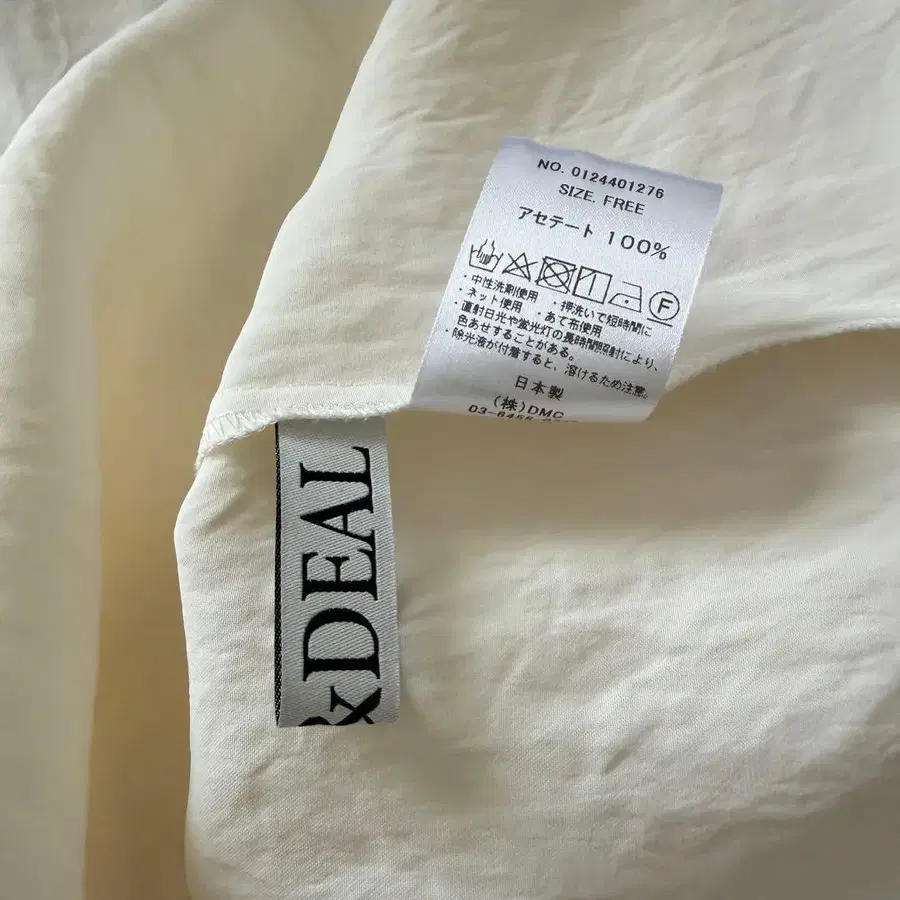 NO. 0124401276
SIZE. FREE
アセテート 100%
F
・中性洗剤使用 ・押洗いで短時間に
・ネット使用 ・あて布使用
・直射日光や蛍光灯の長時間照射により、
色あせすることがある。
・除光液が付着すると、溶けるため注意。
日本製
(株)DMC
&DEAL